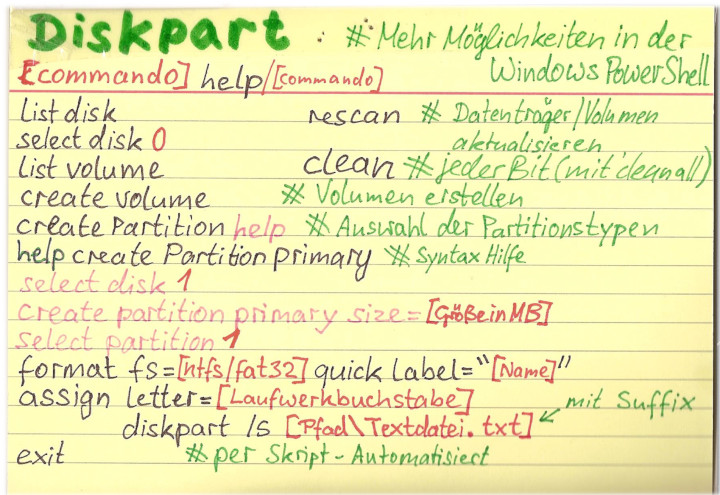 Diskpart : # Mehr Möglichkeiten in der
[commando] help/[commando] Windows PowerShell
List disk rescan # Datenträger/Volumen
select disk 0 aktualisieren
List volume clean # jeder Bit (mit 'clean all)
create volume # Volumen erstellen
create Partition help # Auswahl der Partitionstypen
help create Partition primary # Syntax Hilfe
select disk 1
create partition primary size=[Größe in MB]
select partition 1
format fs=[ntfs/fat32] quick Label="[Name]"
assign letter=[Laufwerkbuchstabe]
mit Suffix
diskpart /s [Pfad\Textdatei.txt]
exit # per Skript - Automatisiert